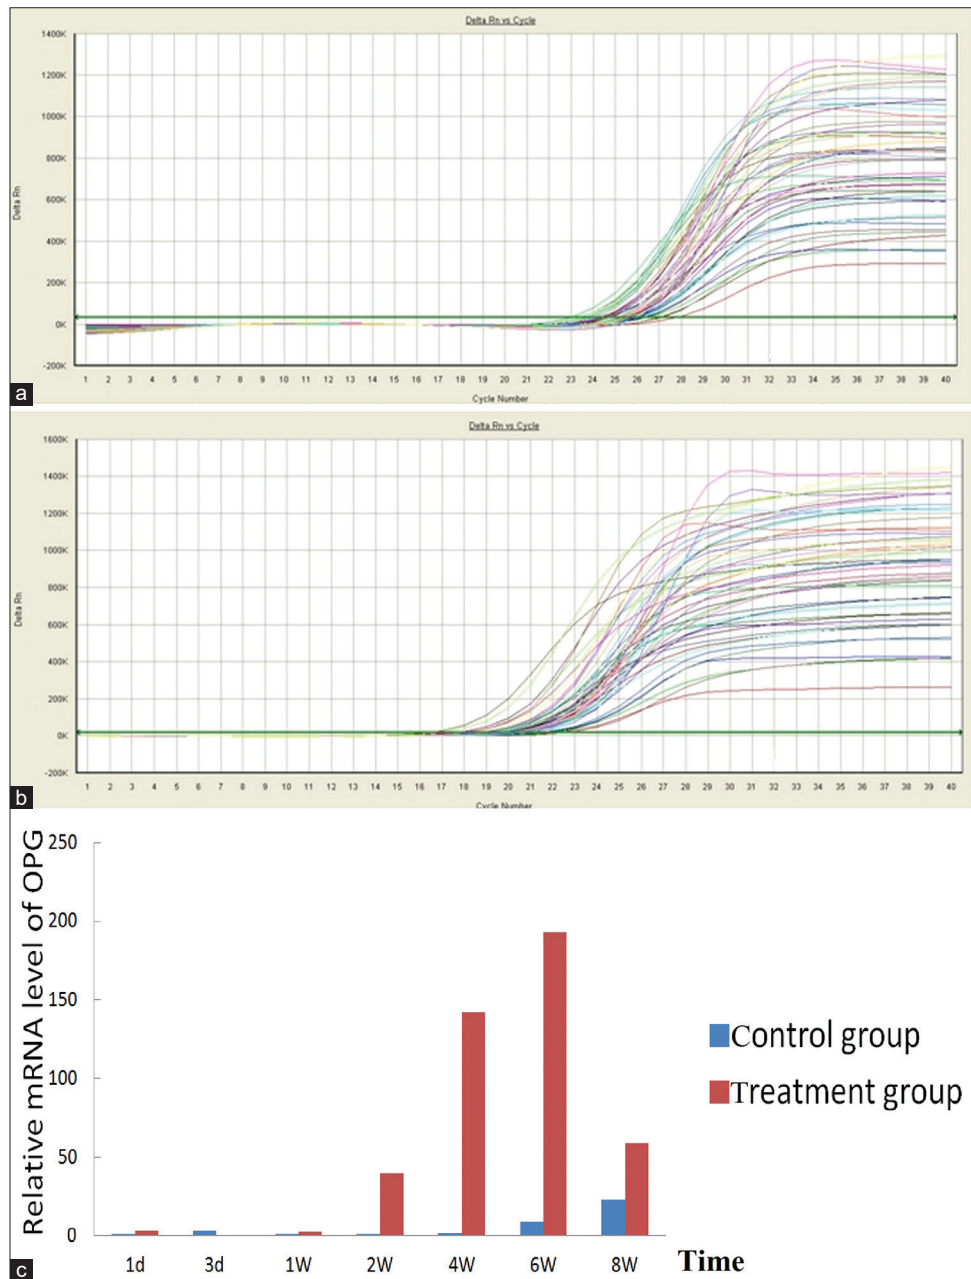 Delta Rn vs Cycle
1400K
1200K
1000K
800K
600K
400K
200K
0K
-200K
Delta Rn
1 2 3 4 5 6 7 8 9 10 11 12 13 14 15 16 17 18 19 20 21 22 23 24 25 26 27 28 29 30 31 32 33 34 35 36 37 38 39 40
Cycle Number
a
Delta Rn vs Cycle
1600K
1400K
1200K
1000K
800K
600K
400K
200K
0K
-200K
Delta Rn
1 2 3 4 5 6 7 8 9 10 11 12 13 14 15 16 17 18 19 20 21 22 23 24 25 26 27 28 29 30 31 32 33 34 35 36 37 38 39 40
Cycle Number
b
Relative mRNA level of OPG
250
200
150
100
50
0
1d 3d 1W 2W 4W 6W 8W
Time
Control group
Treatment group
c